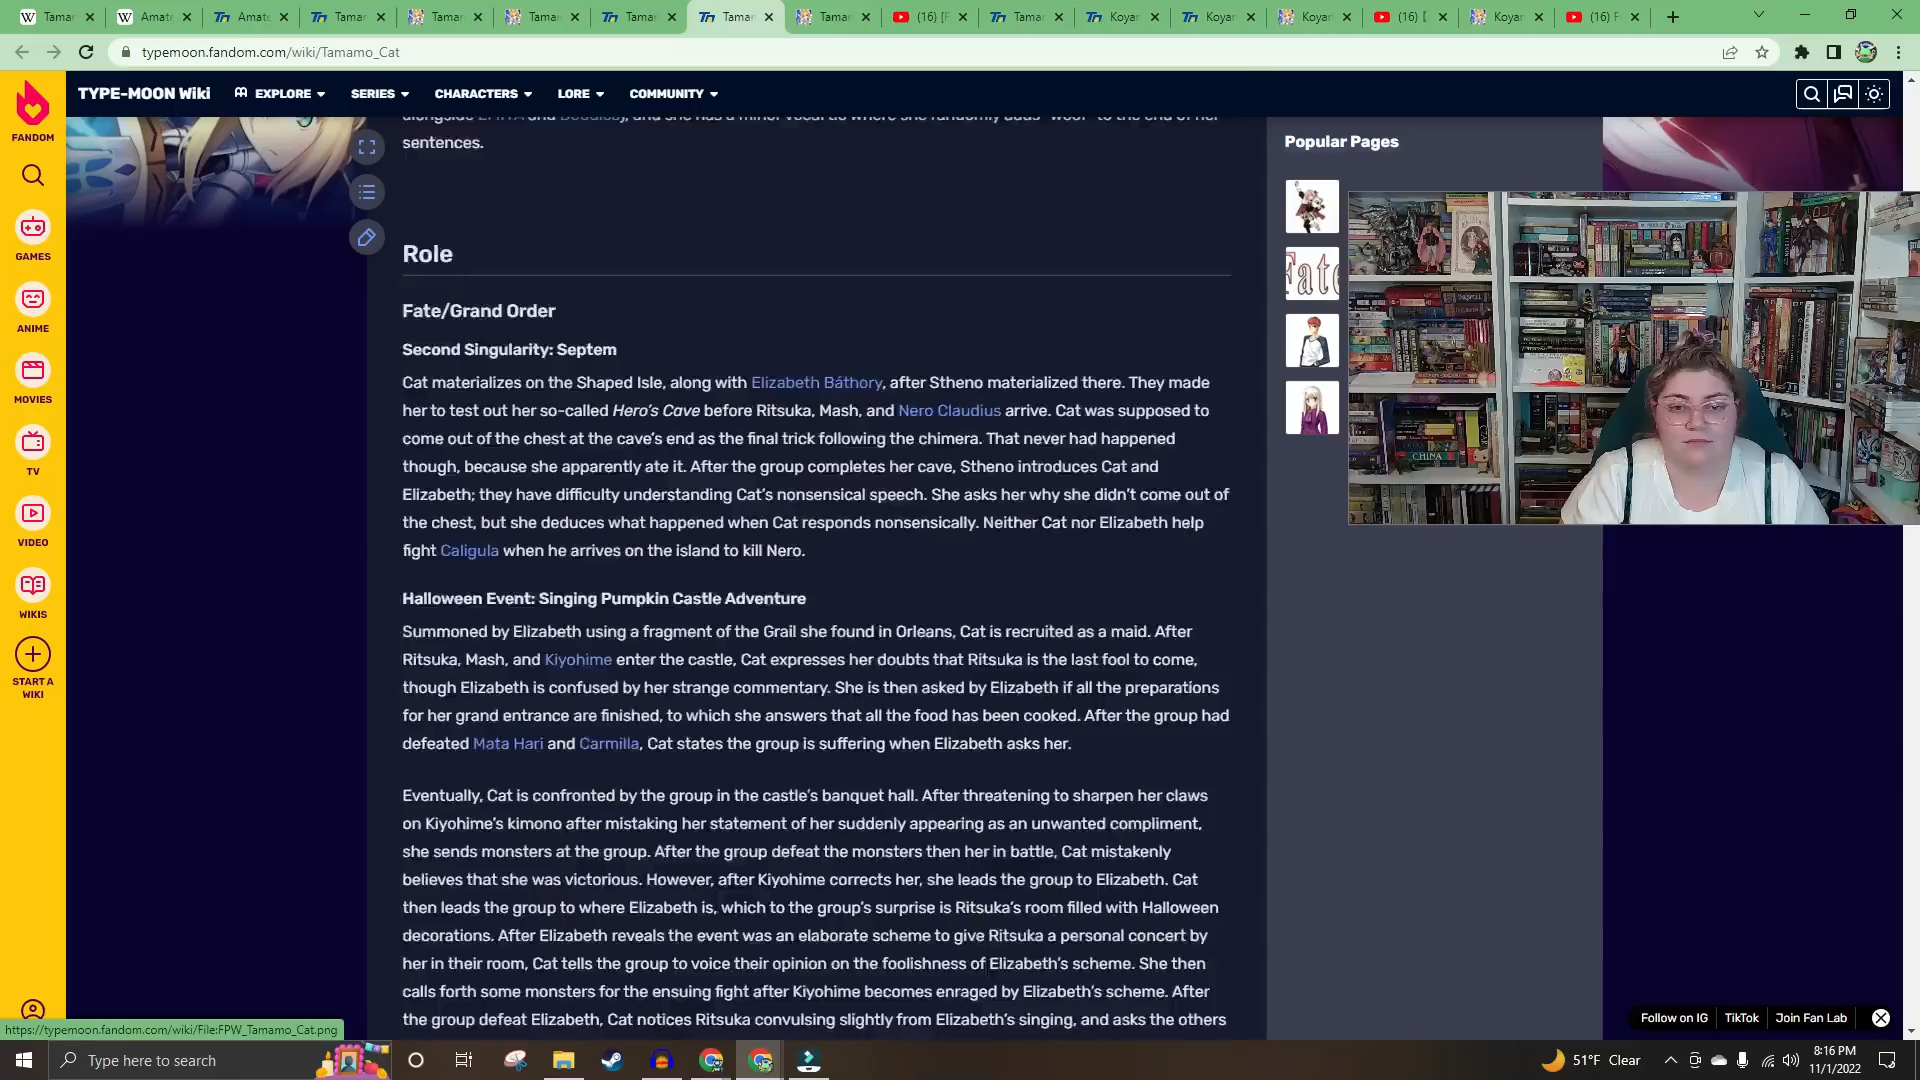 Tamar
Amate
Amate
Tamar
Tamar
Tamar
Tamar
Tamar
Tamar
(16) [F
Tamar
Koyar
Koyar
Koyar
(16) [
Koyar
(16) F
typemoon.fandom.com/wiki/Tamamo_Cat
TYPE-MOON Wiki
EXPLORE
SERIES
CHARACTERS
LORE
COMMUNITY
FANDOM
GAMES
ANIME
MOVIES
TV
VIDEO
WIKIS
START A
WIKI
sentences.
Role
Fate/Grand Order
Second Singularity: Septem
Cat materializes on the Shaped Isle, along with Elizabeth Báthory, after Stheno materialized there. They made
her to test out her so-called Hero's Cave before Ritsuka, Mash, and Nero Claudius arrive. Cat was supposed to
come out of the chest at the cave's end as the final trick following the chimera. That never had happened
though, because she apparently ate it. After the group completes her cave, Stheno introduces Cat and
Elizabeth; they have difficulty understanding Cat's nonsensical speech. She asks her why she didn't come out of
the chest, but she deduces what happened when Cat responds nonsensically. Neither Cat nor Elizabeth help
fight Caligula when he arrives on the island to kill Nero.
Halloween Event: Singing Pumpkin Castle Adventure
Summoned by Elizabeth using a fragment of the Grail she found in Orleans, Cat is recruited as a maid. After
Ritsuka, Mash, and Kiyohime enter the castle, Cat expresses her doubts that Ritsuka is the last fool to come,
though Elizabeth is confused by her strange commentary. She is then asked by Elizabeth if all the preparations
for her grand entrance are finished, to which she answers that all the food has been cooked. After the group had
defeated Mata Hari and Carmilla, Cat states the group is suffering when Elizabeth asks her.
Eventually, Cat is confronted by the group in the castle's banquet hall. After threatening to sharpen her claws
on Kiyohime's kimono after mistaking her statement of her suddenly appearing as an unwanted compliment,
she sends monsters at the group. After the group defeat the monsters then her in battle, Cat mistakenly
believes that she was victorious. However, after Kiyohime corrects her, she leads the group to Elizabeth. Cat
then leads the group to where Elizabeth is, which to the group's surprise is Ritsuka's room filled with Halloween
decorations. After Elizabeth reveals the event was an elaborate scheme to give Ritsuka a personal concert by
her in their room, Cat tells the group to voice their opinion on the foolishness of Elizabeth's scheme. She then
calls forth some monsters for the ensuing fight after Kiyohime becomes enraged by Elizabeth's scheme. After
the group defeat Elizabeth, Cat notices Ritsuka convulsing slightly from Elizabeth's singing, and asks the others
Popular Pages
Fate
CHINA
Follow on IG
TikTok
Join Fan Lab
https://typemoon.fandom.com/wiki/File:FPW_Tamamo_Cat.png
Type here to search
51°F Clear
8:16 PM
11/1/2022